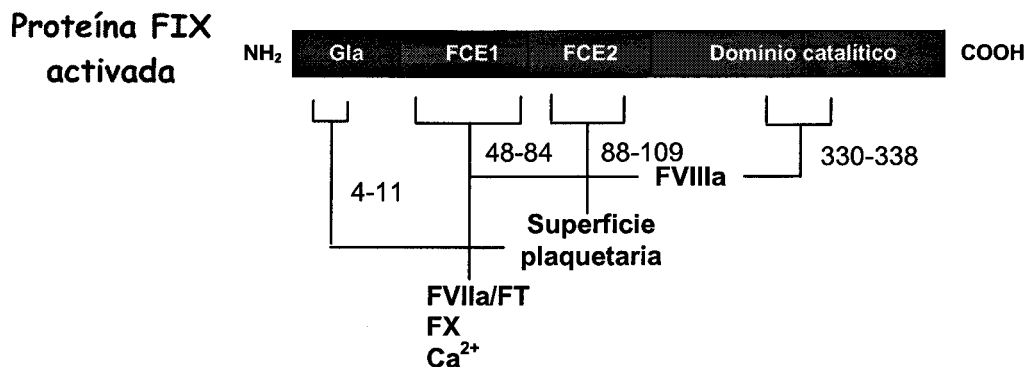 Proteína FIX
activada
NH₂ Gla FCE1 FCE2 Domínio catalítico COOH
48-84 88-109 330-338
FVIIIa
4-11
Superficie
plaquetaria
FVIIa/FT
FX
Ca²⁺